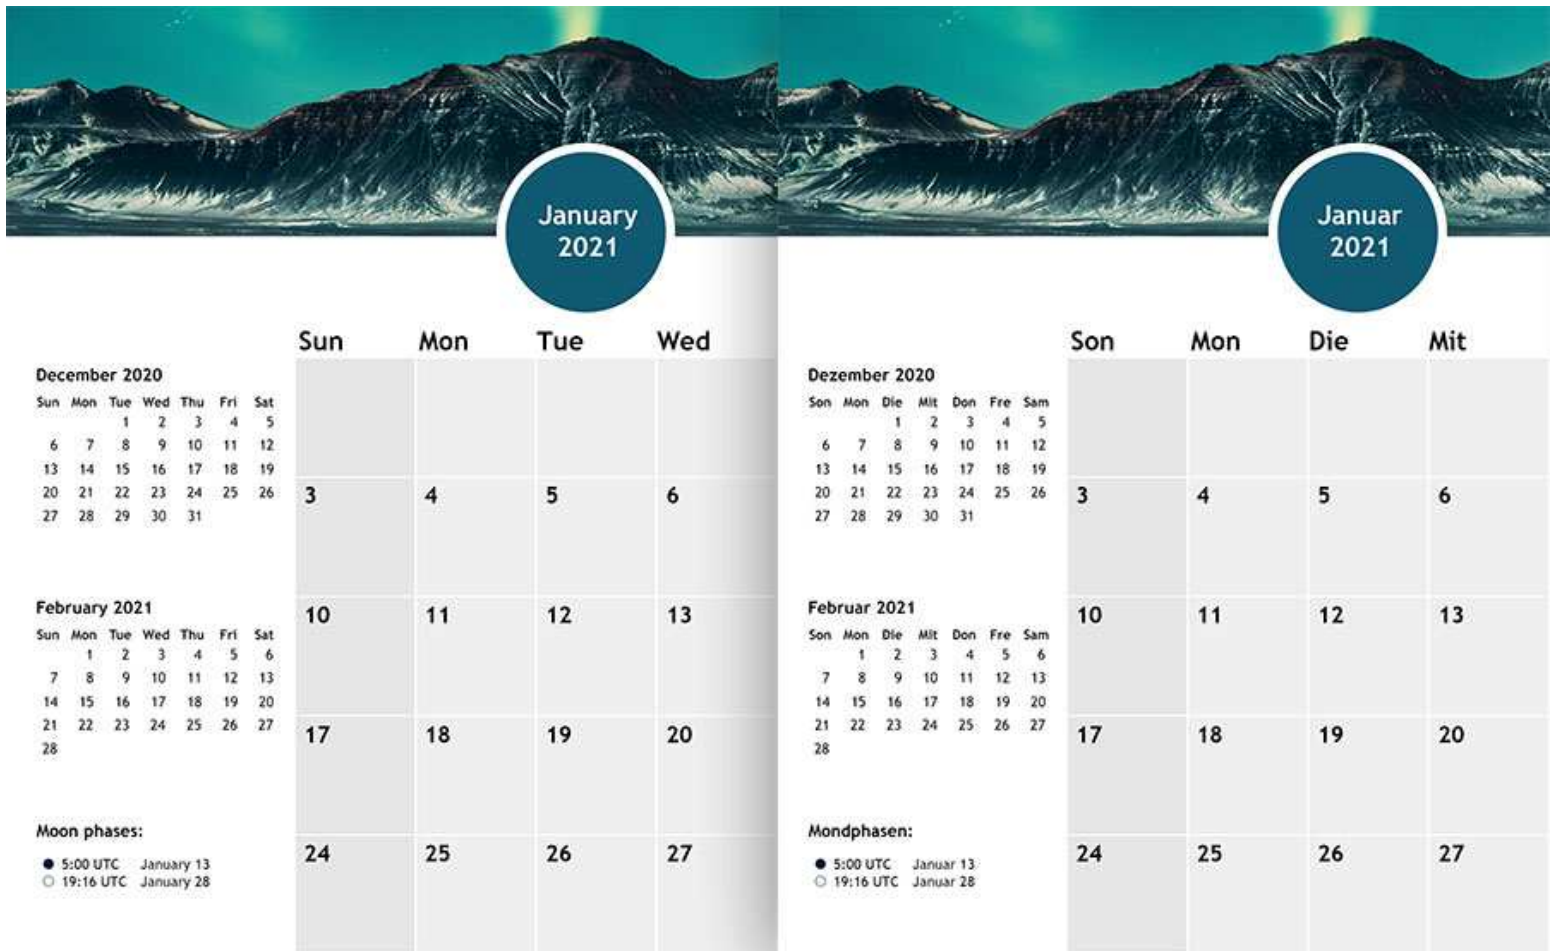 January
2021
Sun Mon Tue Wed
December 2020
Sun Mon Tue Wed Thu Fri Sat
1 2 3 4 5
6 7 8 9 10 11 12
13 14 15 16 17 18 19
20 21 22 23 24 25 26
27 28 29 30 31
3 4 5 6
February 2021
Sun Mon Tue Wed Thu Fri Sat
1 2 3 4 5 6
7 8 9 10 11 12 13
14 15 16 17 18 19 20
21 22 23 24 25 26 27
28
10 11 12 13
17 18 19 20
Moon phases:
5:00 UTC January 13
19:16 UTC January 28
24 25 26 27
Januar
2021
Son Mon Die Mit
Dezember 2020
Son Mon Die Mit Don Fre Sam
1 2 3 4 5
6 7 8 9 10 11 12
13 14 15 16 17 18 19
20 21 22 23 24 25 26
27 28 29 30 31
3 4 5 6
Februar 2021
Son Mon Die Mit Don Fre Sam
1 2 3 4 5 6
7 8 9 10 11 12 13
14 15 16 17 18 19 20
21 22 23 24 25 26 27
28
10 11 12 13
17 18 19 20
Mondphasen:
5:00 UTC Januar 13
19:16 UTC Januar 28
24 25 26 27